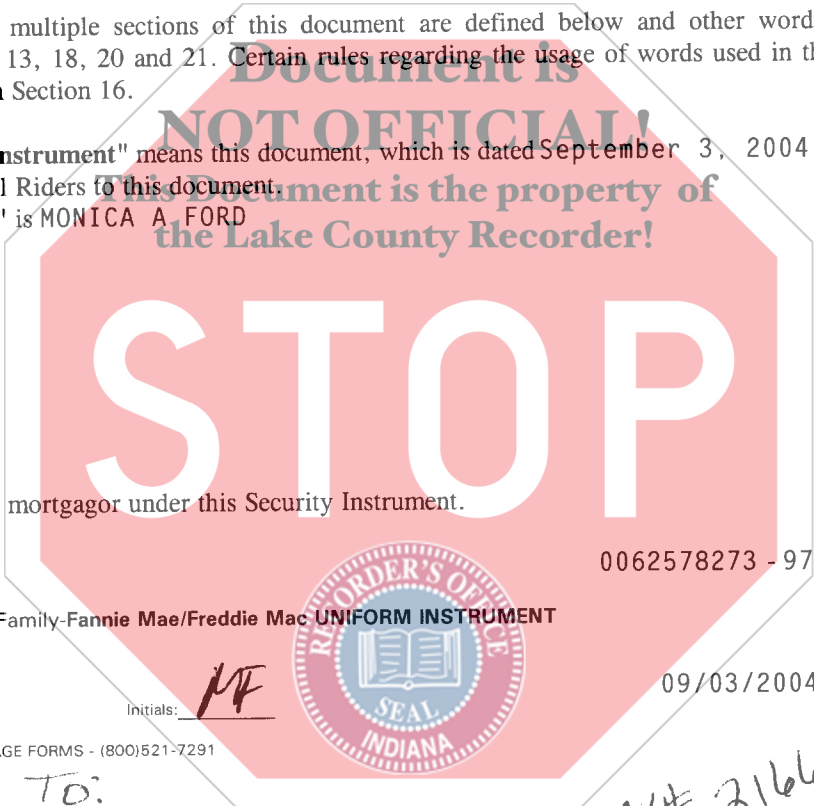 multiple sections of this document are defined below and other word
13, 18, 20 and 21. Certain rules regarding the usage of words used in th
Section 16.
Document is
NOT OFFICIAL!
This Document is the property of
the Lake County Recorder!
nstrument" means this document, which is dated September 3, 2004
l Riders to this document.
" is MONICA A FORD
STOP
mortgagor under this Security Instrument.
0062578273 - 97
Family-Fannie Mae/Freddie Mac UNIFORM INSTRUMENT
RECORDER'S OFFICE
SEAL
INDIANA
Initials: MF
09/03/2004
GE FORMS - (800)521-7291
TO: